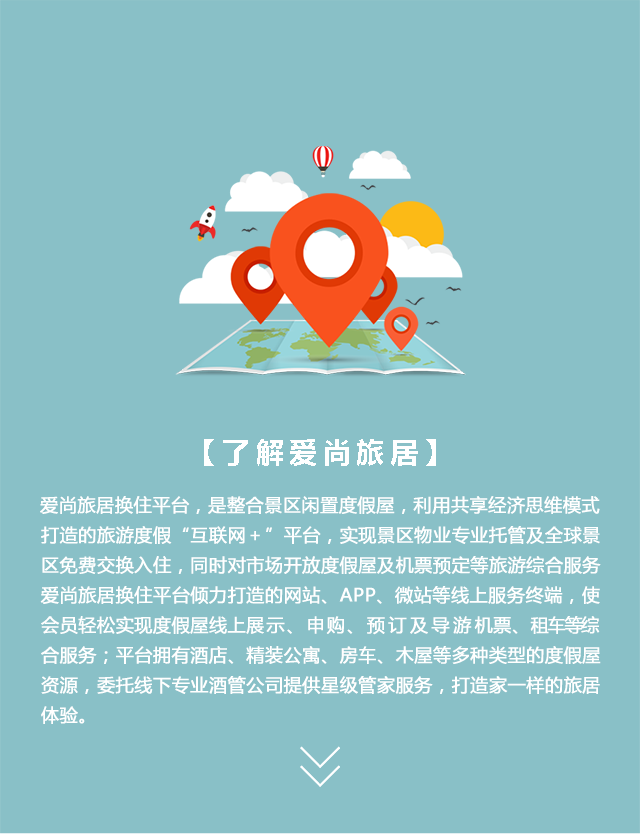 【了解爱尚旅居】
爱尚旅居换住平台，是整合景区闲置度假屋，利用共享经济思维模式
打造的旅游度假“互联网+”平台，实现景区物业专业托管及全球景
区免费交换入住，同时对市场开放度假屋及机票预定等旅游综合服务
爱尚旅居换住平台倾力打造的网站、APP、微站等线上服务终端，使
会员轻松实现度假屋线上展示、申购、预订及导游机票、租车等综
合服务；平台拥有酒店、精装公寓、房车、木屋等多种类型的度假屋
资源，委托线下专业酒管公司提供星级管家服务，打造家一样的旅居
体验。